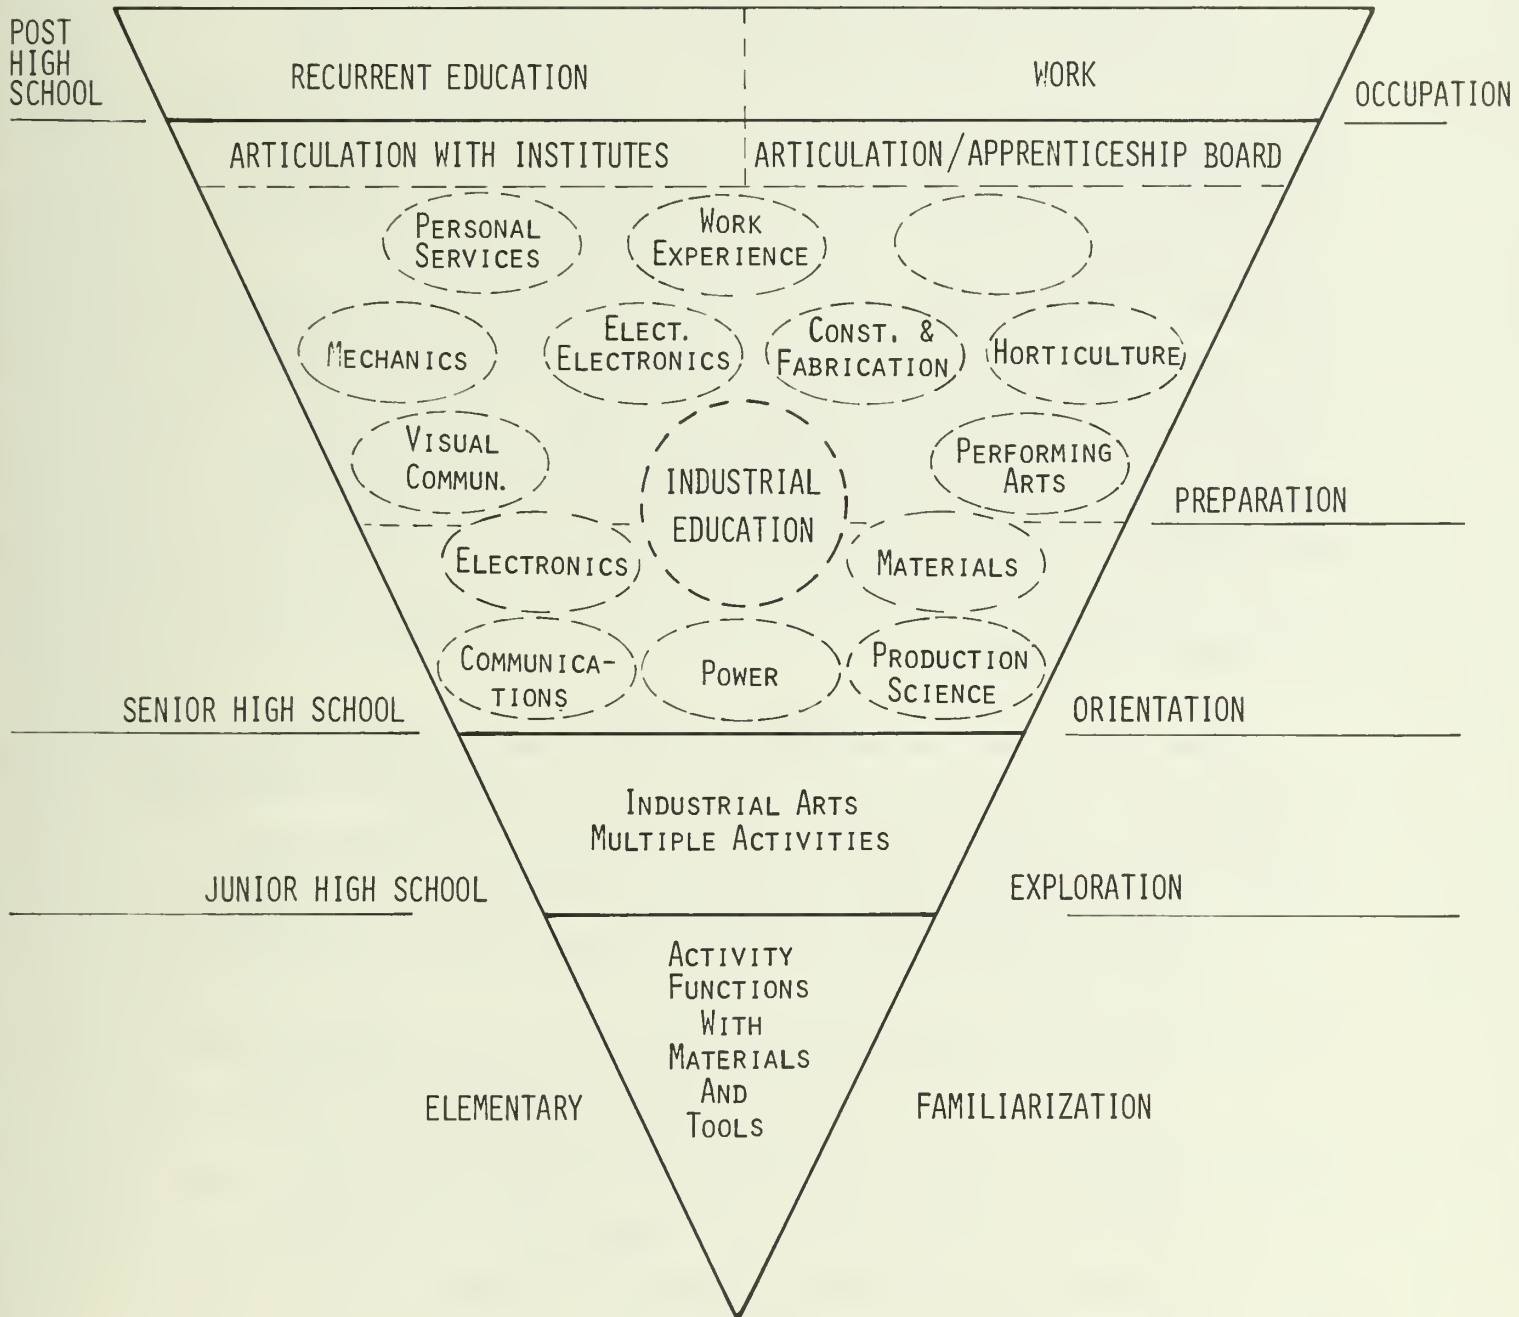 POST
HIGH
SCHOOL
RECURRENT EDUCATION
WORK
OCCUPATION
ARTICULATION WITH INSTITUTES
ARTICULATION/APPRENTICESHIP BOARD
PERSONAL
SERVICES
WORK
EXPERIENCE
MECHANICS
ELECT.
ELECTRONICS
CONST. &
FABRICATION
HORTICULTURE
VISUAL
COMMUN.
INDUSTRIAL
EDUCATION
PERFORMING
ARTS
PREPARATION
ELECTRONICS
MATERIALS
COMMUNICA-
TIONS
POWER
PRODUCTION
SCIENCE
SENIOR HIGH SCHOOL
ORIENTATION
INDUSTRIAL ARTS
MULTIPLE ACTIVITIES
JUNIOR HIGH SCHOOL
EXPLORATION
ACTIVITY
FUNCTIONS
WITH
MATERIALS
AND
TOOLS
ELEMENTARY
FAMILIARIZATION